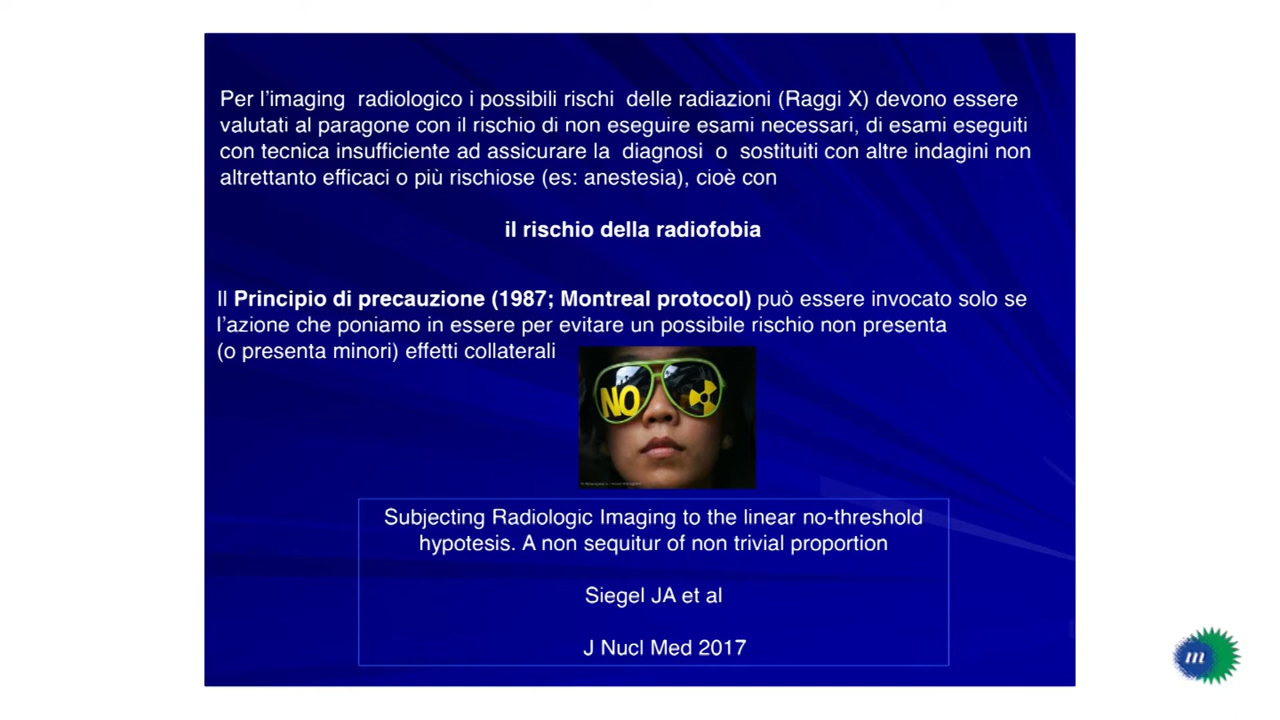 Per l'imaging radiologico i possibili rischi delle radiazioni (Raggi X) devono essere
valutati al paragone con il rischio di non eseguire esami necessari, di esami eseguiti
con tecnica insufficiente ad assicurare la diagnosi o sostituiti con altre indagini non
altrettanto efficaci o più rischiose (es: anestesia), cioè con
il rischio della radiofobia
Il Principio di precauzione (1987; Montreal protocol) può essere invocato solo se
l'azione che poniamo in essere per evitare un possibile rischio non presenta
(o presenta minori) effetti collaterali
NO
Subjecting Radiologic Imaging to the linear no-threshold
hypotesis. A non sequitur of non trivial proportion
Siegel JA et al
J Nucl Med 2017
m